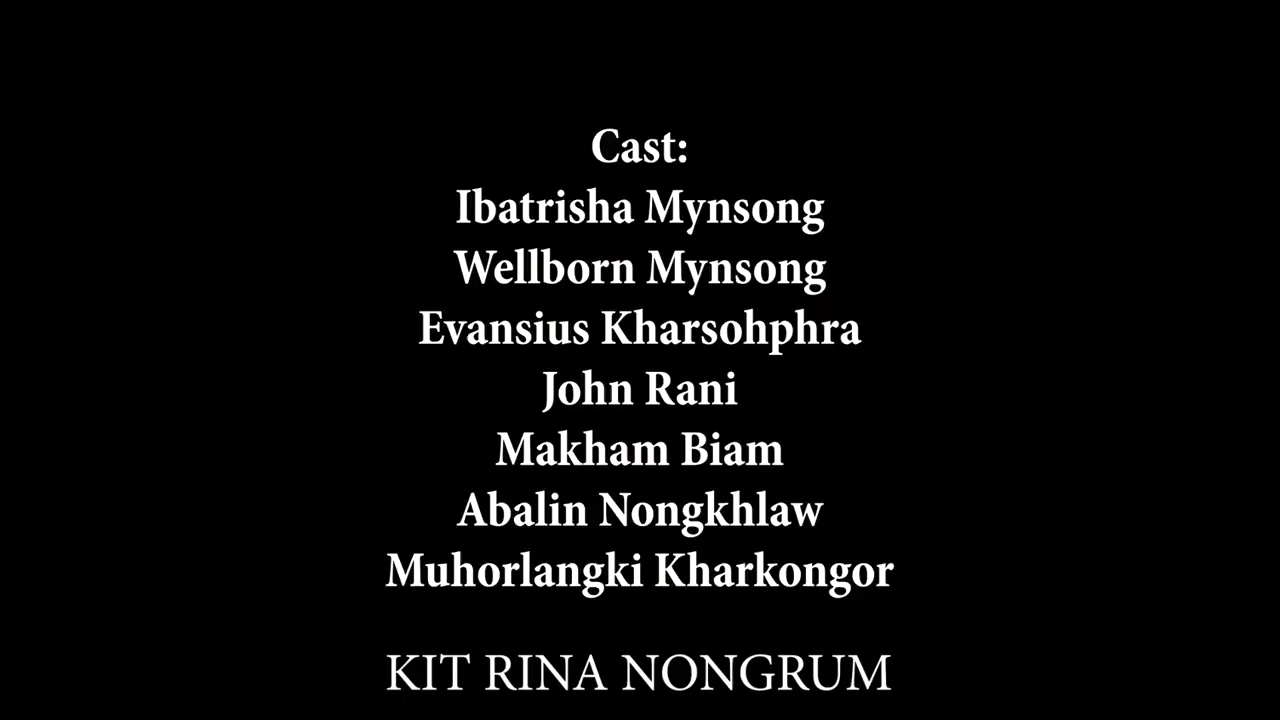 Cast:
Ibatrisha Mynsong
Wellborn Mynsong
Evansius Kharsohphra
John Rani
Makham Biam
Abalin Nongkhlaw
Muhorlangki Kharkongor
KIT RINA NONGRUM